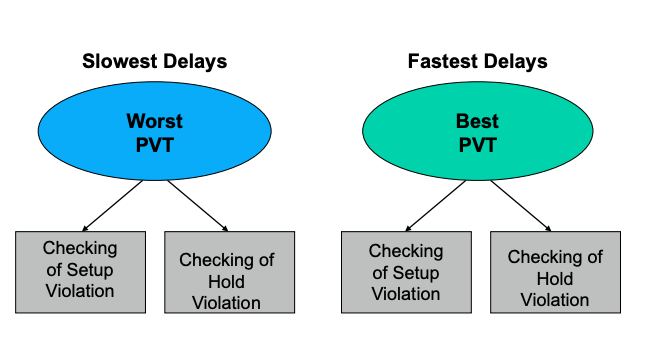 Slowest Delays
Worst
PVT
Checking
of Setup
Violation
Checking of
Hold
Violation
Fastest Delays
Best
PVT
Checking
of Setup
Violation
Checking of
Hold
Violation